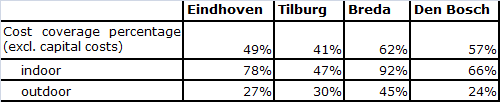 Eindhoven Tilburg Breda Den Bosch
Cost coverage percentage
(excl. capital costs) 49% 41% 62% 57%
indoor 78% 47% 92% 66%
outdoor 27% 30% 45% 24%